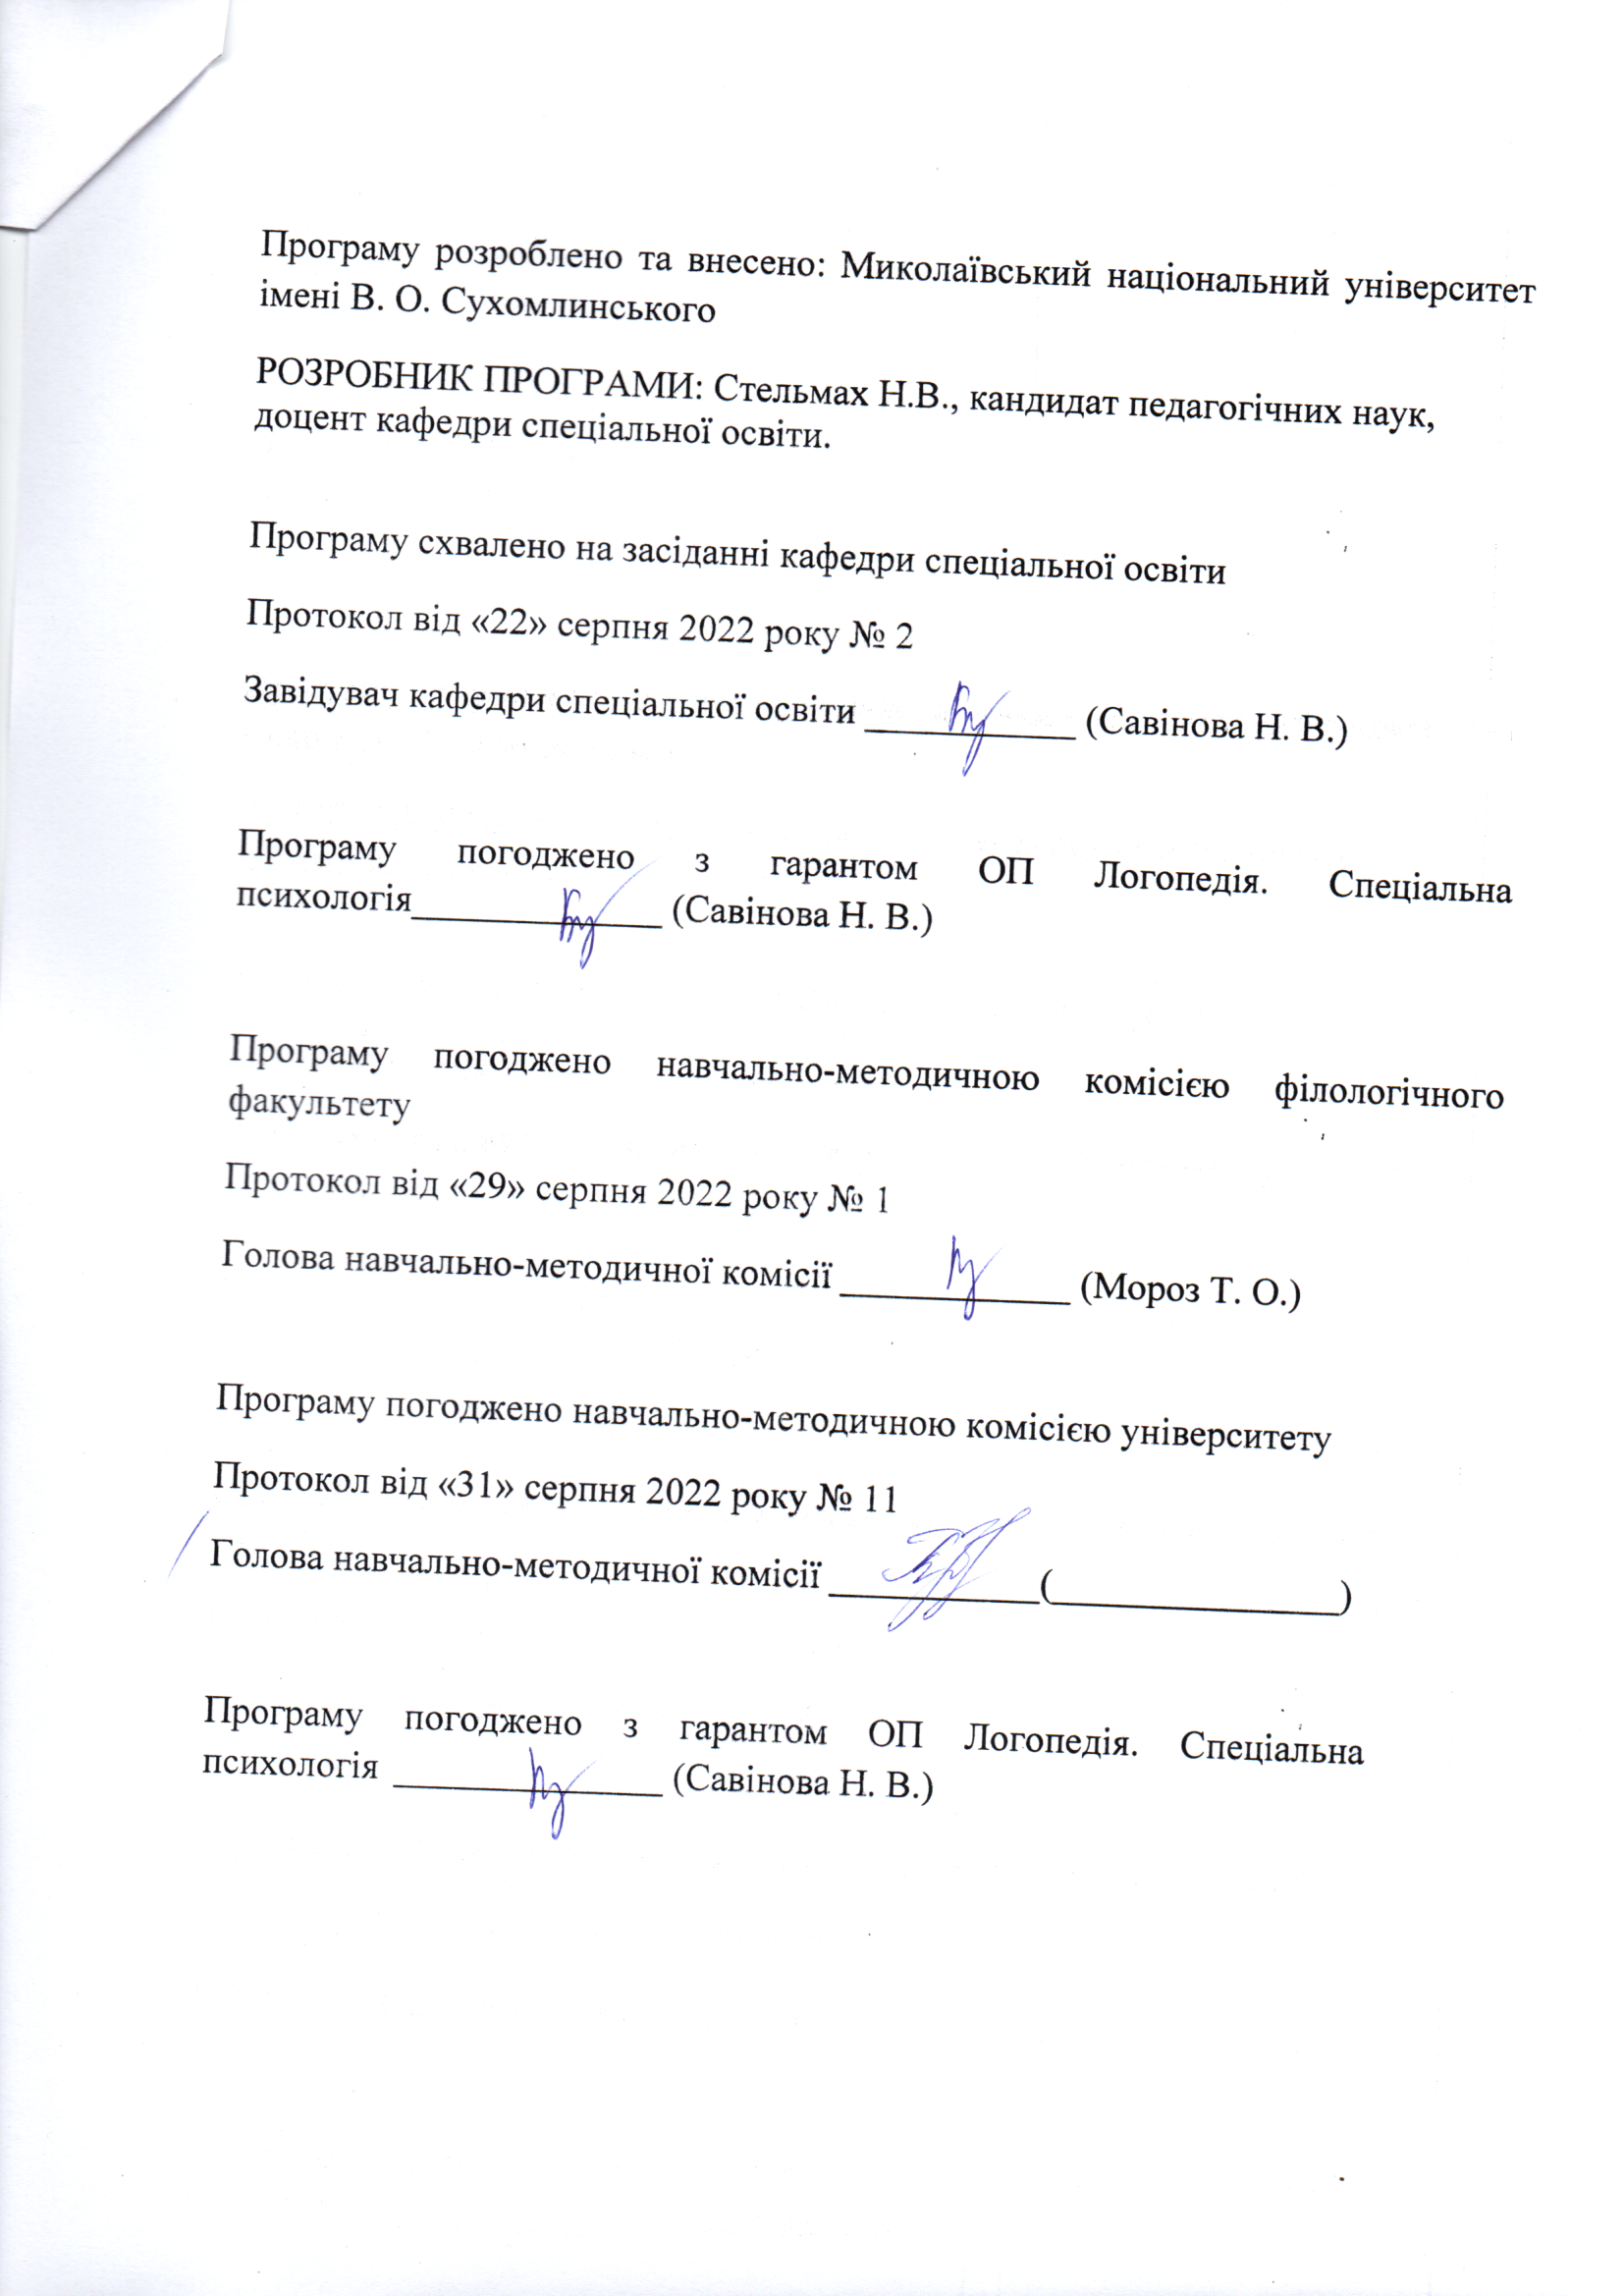 Програму розроблено та внесено: Миколаївський національний університет
імені В. О. Сухомлинського
РОЗРОБНИК ПРОГРАМИ: Стельмах Н.В., кандидат педагогічних наук,
доцент кафедри спеціальної освіти.
Програму схвалено на засіданні кафедри спеціальної освіти
Протокол від «22» серпня 2022 року № 2
Завідувач кафедри спеціальної освіти ___________ (Савінова Н. В.)
Програму погоджено з гарантом ОП Логопедія. Спеціальна
психологія_____________ (Савінова Н. В.)
Програму погоджено навчально-методичною комісією філологічного
факультету
Протокол від «29» серпня 2022 року № 1
Голова навчально-методичної комісії ____________ (Мороз Т. О.)
Програму погоджено навчально-методичною комісією університету
Протокол від «31» серпня 2022 року № 11
Голова навчально-методичної комісії ___________(_______________)
Програму погоджено з гарантом ОП Логопедія. Спеціальна
психологія ______________ (Савінова Н. В.)